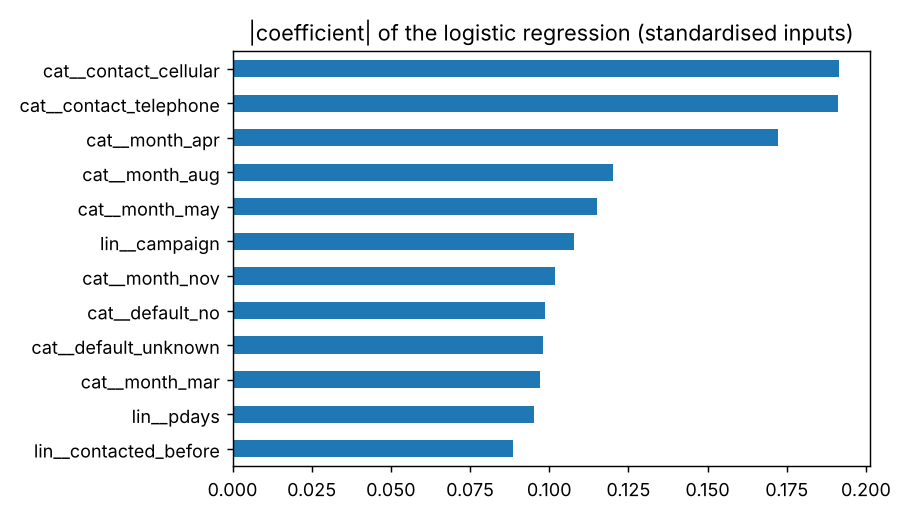 |coefficient| of the logistic regression (standardised inputs)
cat__contact_cellular
cat__contact_telephone
cat__month_apr
cat__month_aug
cat__month_may
lin__campaign
cat__month_nov
cat__default_no
cat__default_unknown
cat__month_mar
lin__pdays
lin__contacted_before
0.000 0.025 0.050 0.075 0.100 0.125 0.150 0.175 0.200